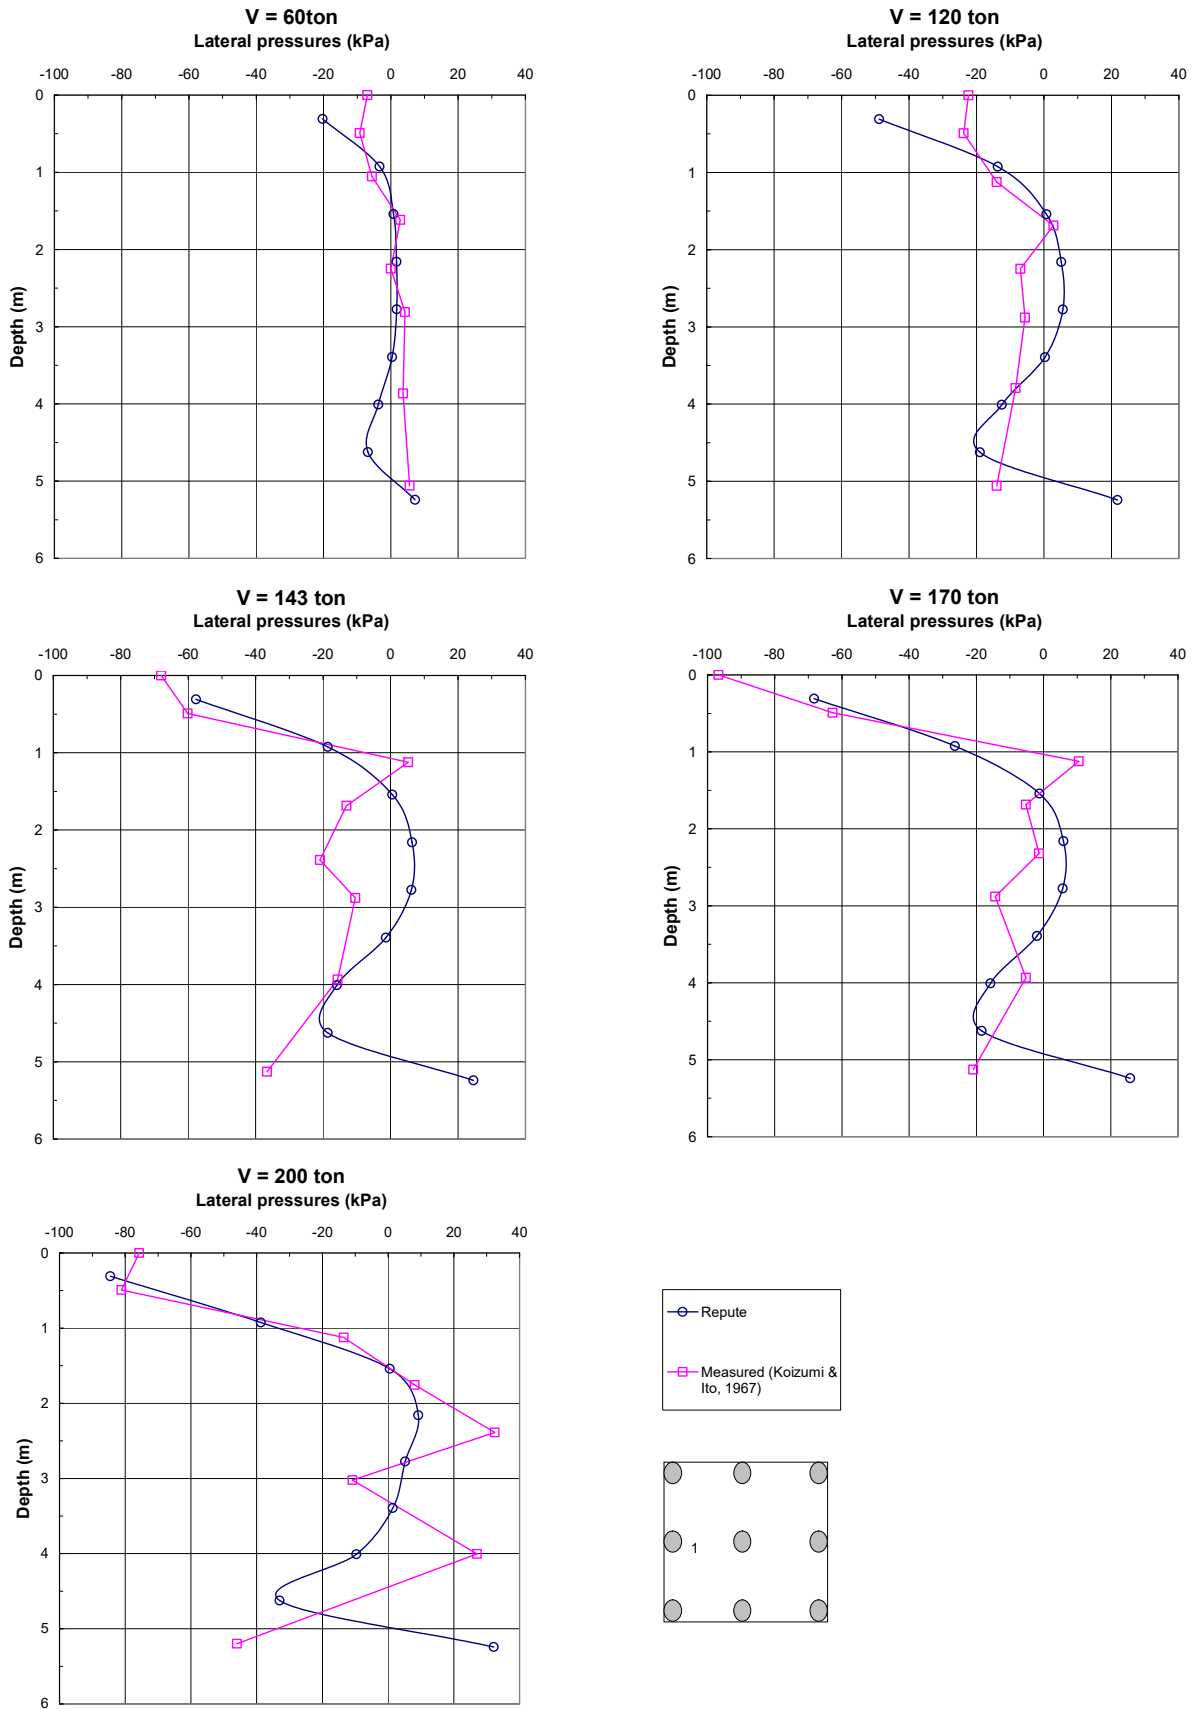 V = 60ton
Lateral pressures (kPa)
-100 -80 -60 -40 -20 0 20 40
0
1
2
3
4
5
6
Depth (m)
V = 120 ton
Lateral pressures (kPa)
-100 -80 -60 -40 -20 0 20 40
0
1
2
3
4
5
6
Depth (m)
V = 143 ton
Lateral pressures (kPa)
-100 -80 -60 -40 -20 0 20 40
0
1
2
3
4
5
6
Depth (m)
V = 170 ton
Lateral pressures (kPa)
-100 -80 -60 -40 -20 0 20 40
0
1
2
3
4
5
6
Depth (m)
V = 200 ton
Lateral pressures (kPa)
-100 -80 -60 -40 -20 0 20 40
0
1
2
3
4
5
6
Depth (m)
Repute
Measured (Koizumi &
Ito, 1967)
1